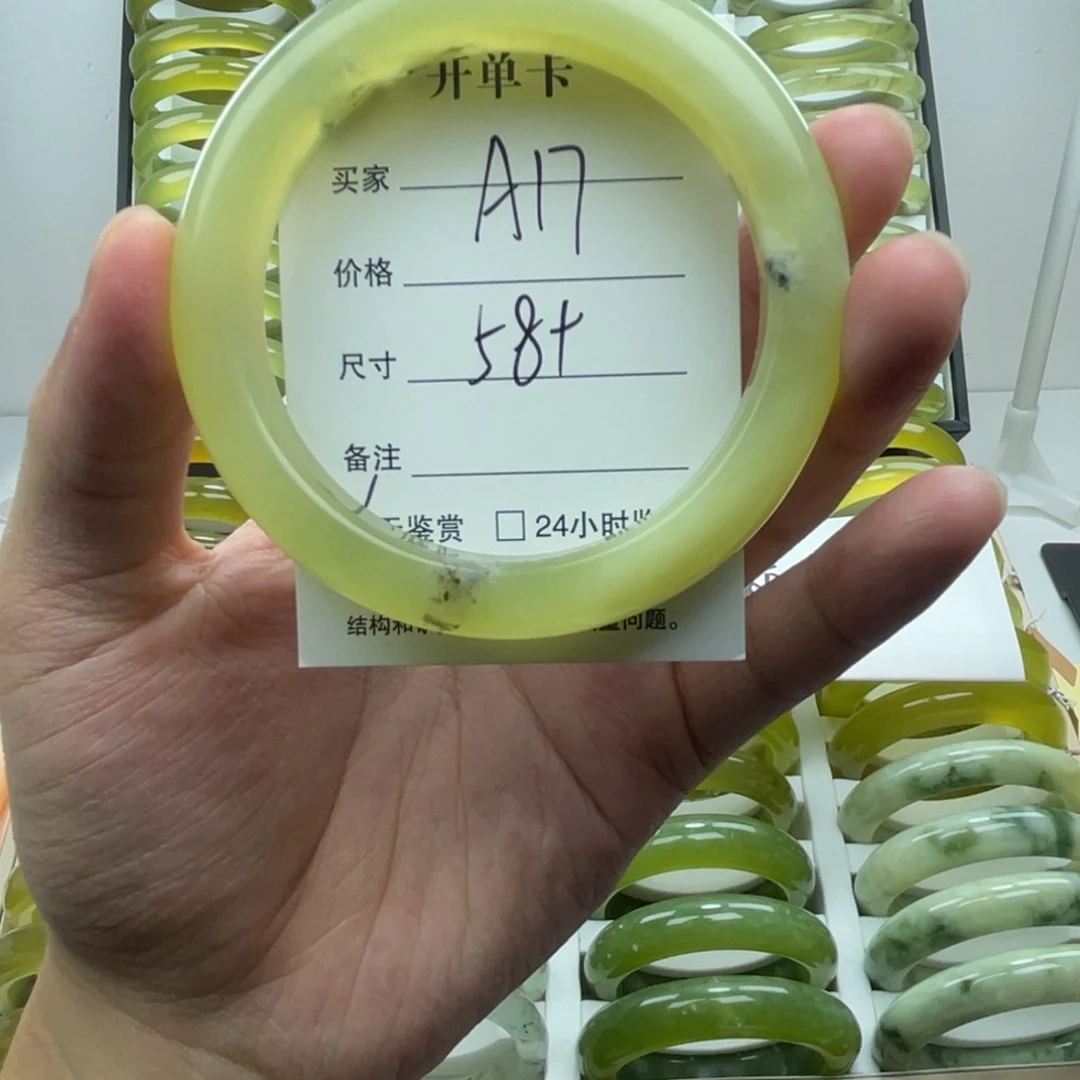 开单卡
买家 A17
价格
尺寸 58+
备注
鉴赏 □ 24小时
结构和 问题。